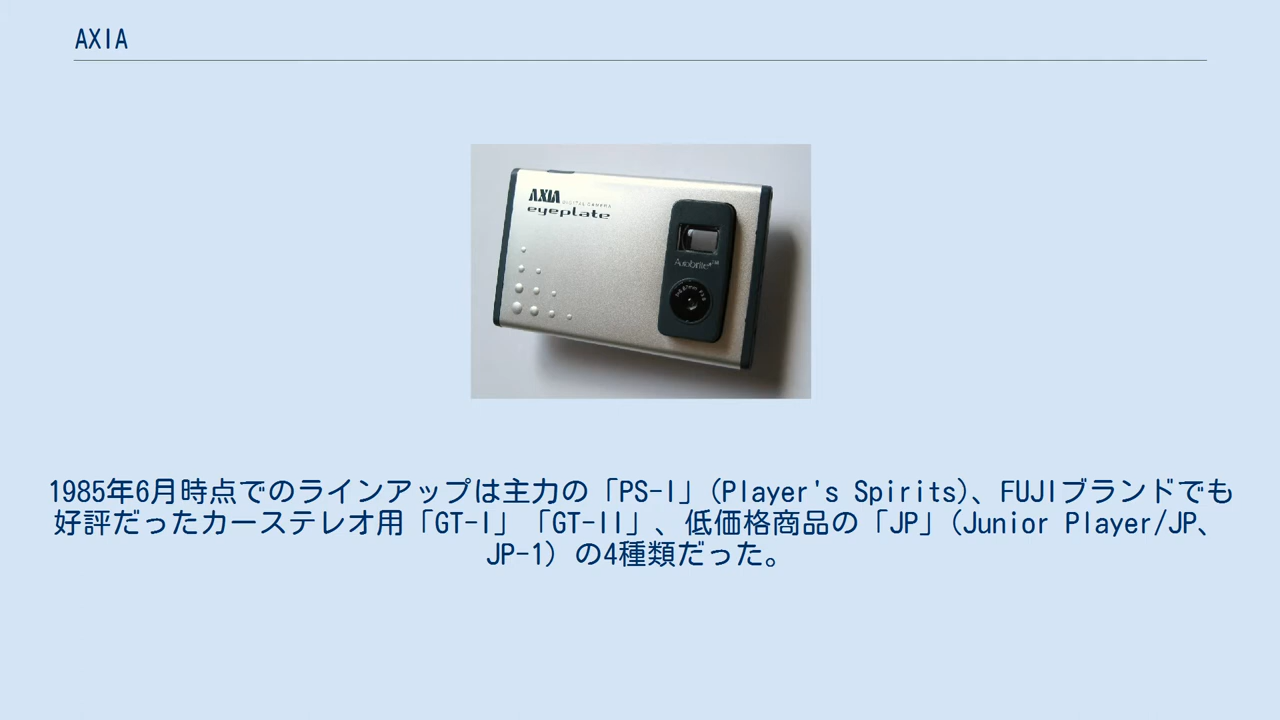 AXIA
AXIA DIGITAL CAMERA
eyeplate
1985年6月時点でのラインアップは主力の「PS-I」(Player's Spirits)、FUJIブランドでも
好評だったカーステレオ用「GT-I」「GT-II」、低価格商品の「JP」(Junior Player/JP、
JP-1) の4種類だった。